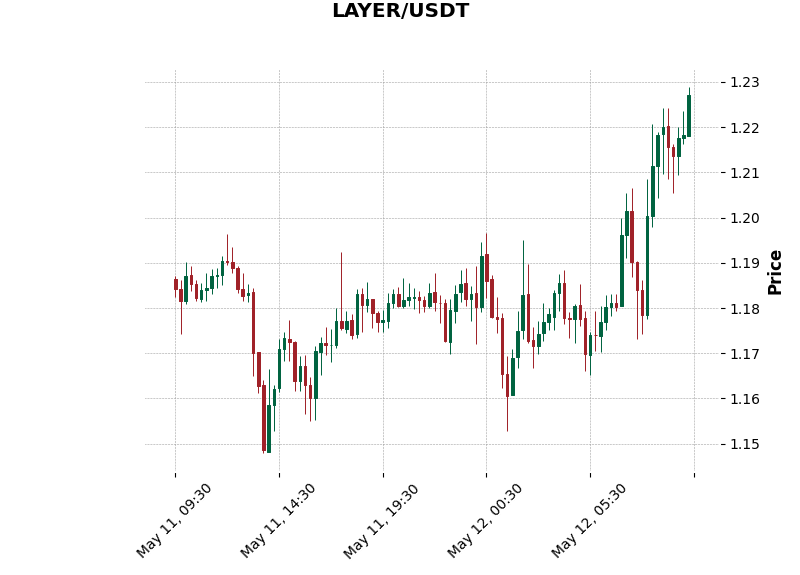 LAYER/USDT
1.23
1.22
1.21
1.20
1.19
1.18
1.17
1.16
1.15
Price
May 11, 09:30
May 11, 14:30
May 11, 19:30
May 12, 00:30
May 12, 05:30